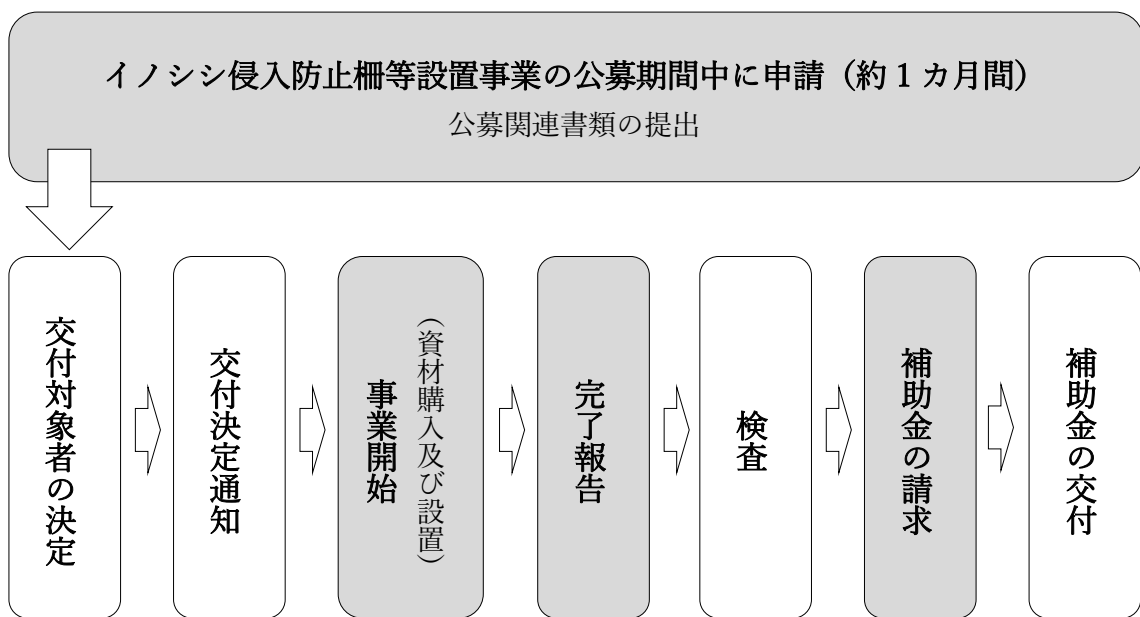 イノシシ侵入防止柵等設置事業の公募期間中に申請（約1カ月間）
公募関連書類の提出
交付対象者の決定
交付決定通知
事業開始
（資材購入及び設置）
完了報告
検査
補助金の請求
補助金の交付